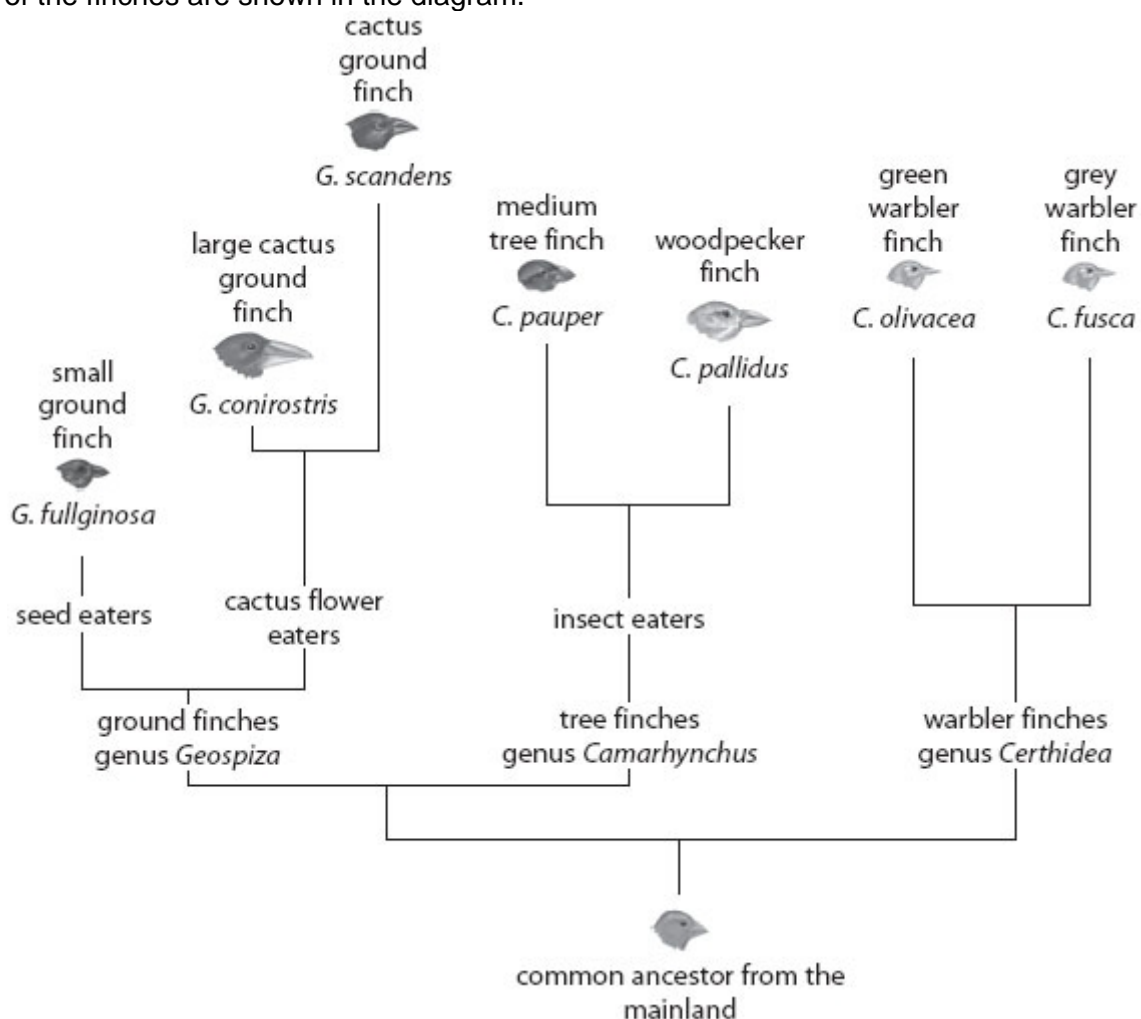 of the finches are shown in the diagram.
cactus
ground
finch
G. scandens
large cactus
ground
finch
G. conirostris
small
ground
finch
G. fullginosa
medium
tree finch
C. pauper
woodpecker
finch
C. pallidus
green
warbler
finch
C. olivacea
grey
warbler
finch
C. fusca
seed eaters
cactus flower
eaters
insect eaters
ground finches
genus Geospiza
tree finches
genus Camarhynchus
warbler finches
genus Certhidea
common ancestor from the
mainland